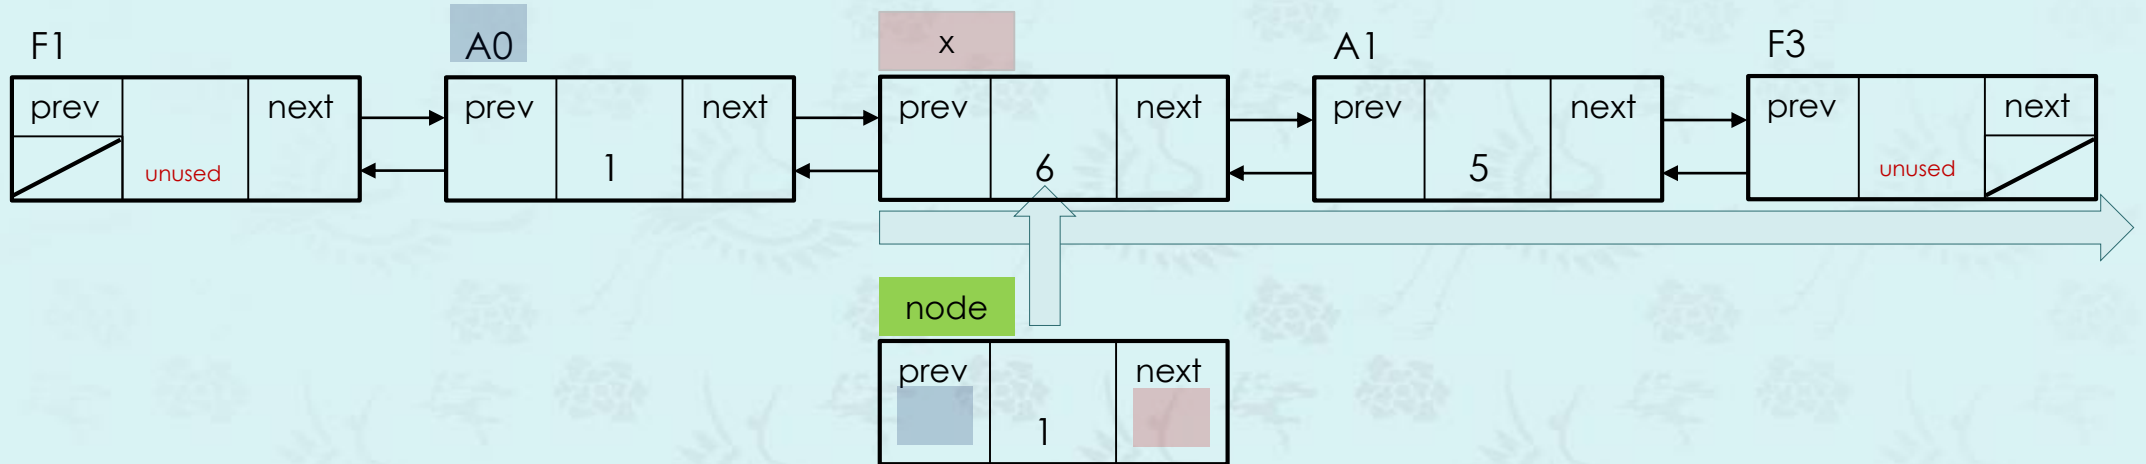 F1
A0
x
A1
F3
prev unused next
prev 1 next
prev 6 next
prev 5 next
prev unused next
node
prev 1 next